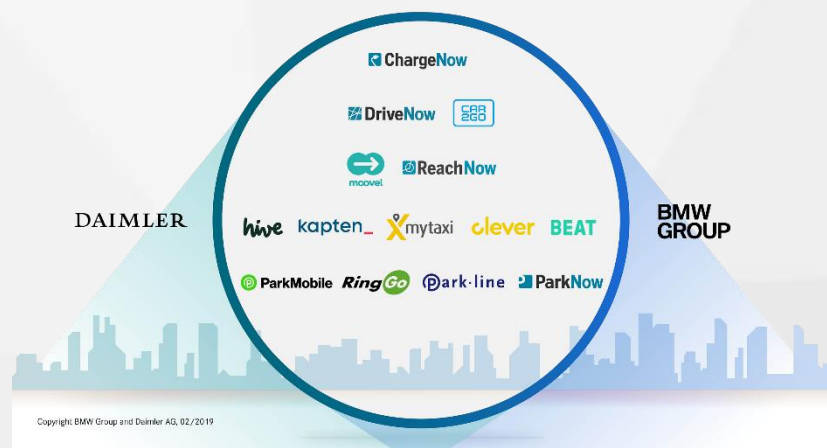 ChargeNow
DriveNow CAR2GO
moovel ReachNow
DAIMLER hive kapten_ mytaxi clever BEAT BMW GROUP
ParkMobile RingGo Park·line ParkNow
Copyright BMW Group and Daimler AG, 02/2019